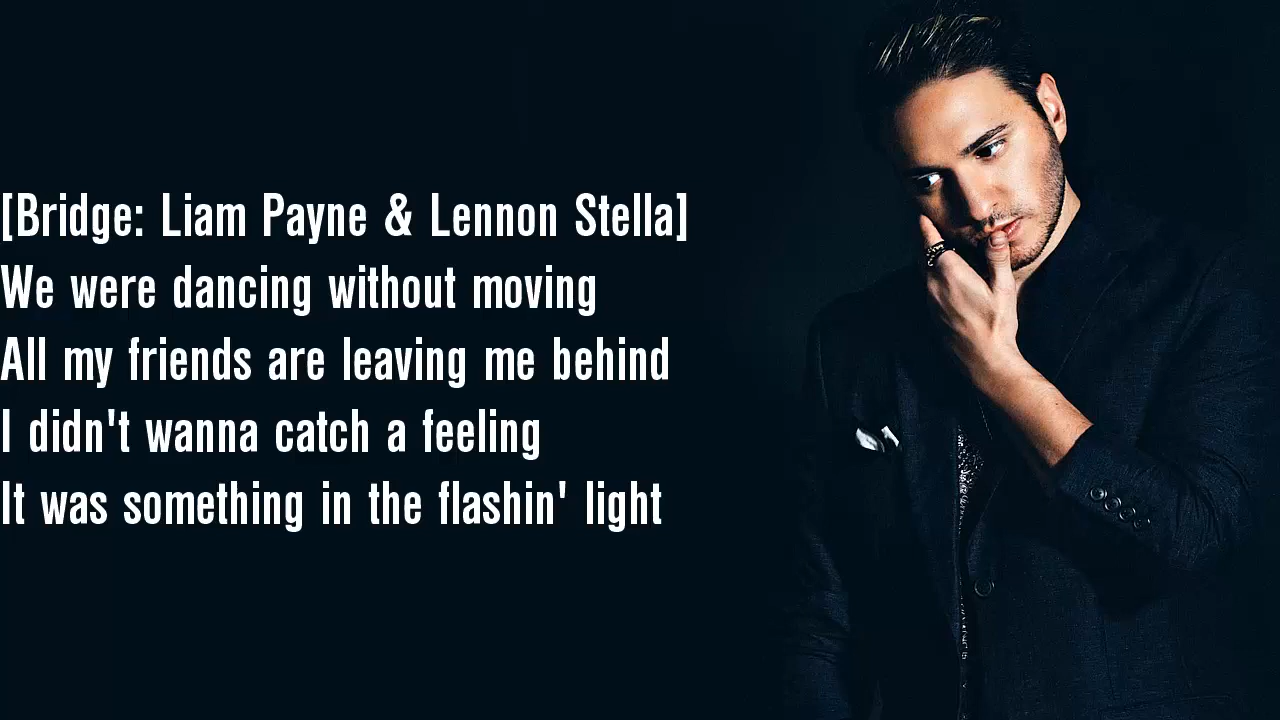 [Bridge: Liam Payne & Lennon Stella]
We were dancing without moving
All my friends are leaving me behind
I didn't wanna catch a feeling
It was something in the flashin' light